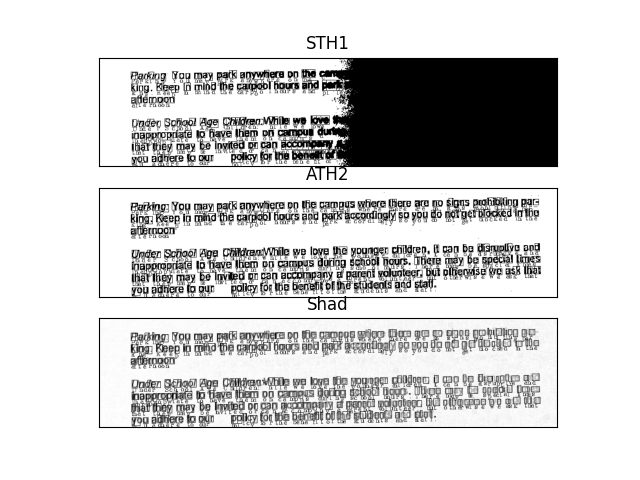 STH1
Parking: You may park anywhere on the cam
king. Keep in mind the carpool hours and park
afternoon
Under School Age Children: While we love the
inappropriate to have them on campus during
that they may be invited or can accompany a
you adhere to our policy for the benefit of
ATH2
Parking: You may park anywhere on the campus where there are no signs prohibiting par-
king. Keep in mind the carpool hours and park accordingly so you do not get blocked in the
afternoon
Under School Age Children: While we love the younger children, it can be disruptive and
inappropriate to have them on campus during school hours. There may be special times
that they may be invited or can accompany a parent volunteer, but otherwise we ask that
you adhere to our policy for the benefit of the students and staff.
Shad
Parking: You may park anywhere on the campus where there are no signs prohibiting par-
king. Keep in mind the carpool hours and park accordingly so you do not get blocked in the
afternoon
Under School Age Children: While we love the younger children, it can be disruptive and
inappropriate to have them on campus during school hours. There may be special times
that they may be invited or can accompany a parent volunteer, but otherwise we ask that
you adhere to our policy for the benefit of the students and staff.